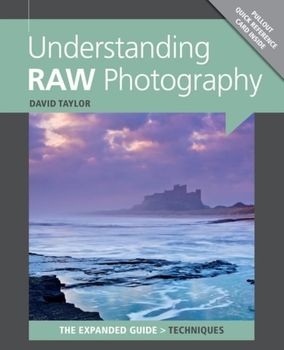 PULLOUT
QUICK REFERENCE
CARD INSIDE
Understanding
RAW Photography
DAVID TAYLOR
THE EXPANDED GUIDE > TECHNIQUES